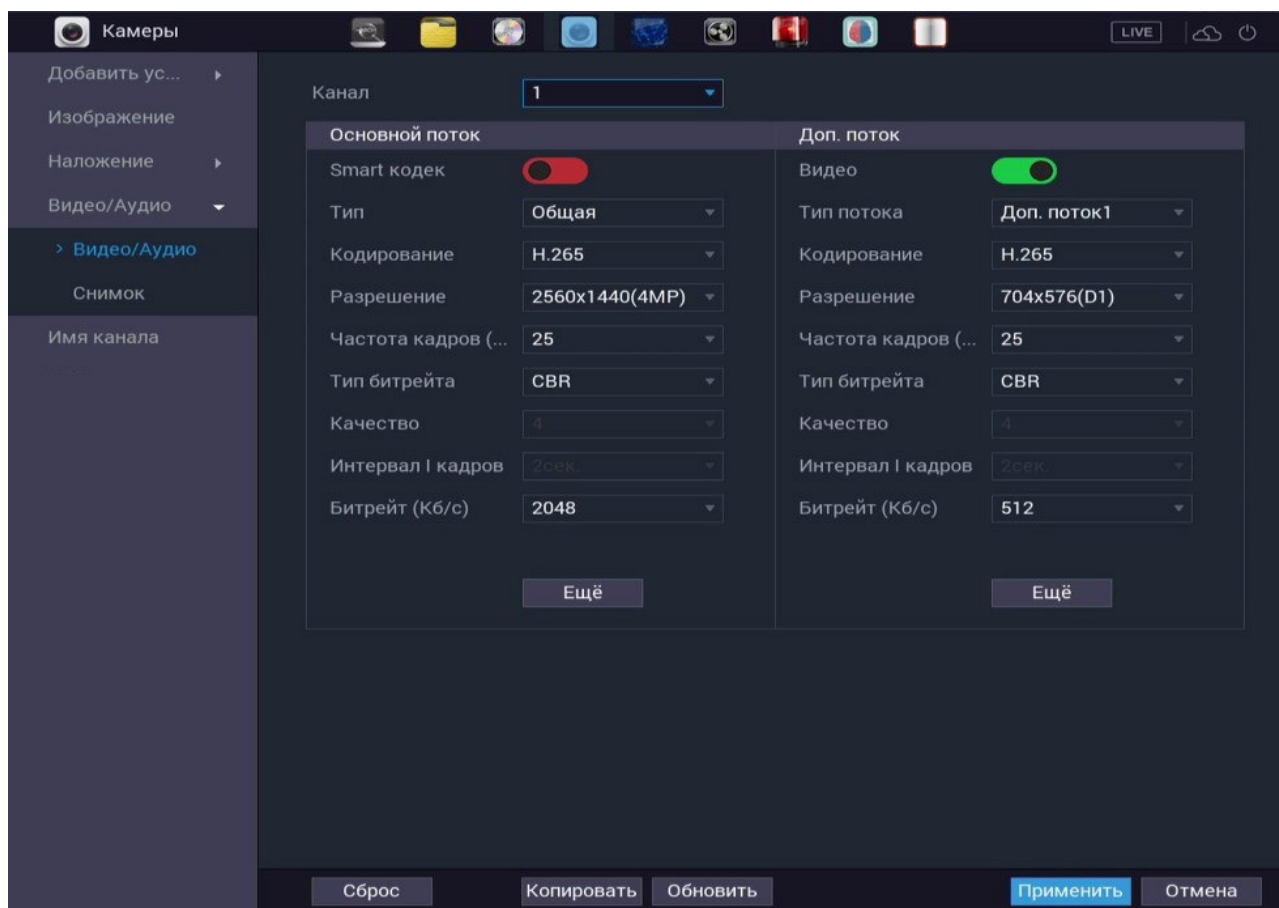 Камеры
LIVE
Добавить ус...
Изображение
Наложение
Видео/Аудио
> Видео/Аудио
Снимок
Имя канала
Канал 1
Основной поток
Smart кодек
Тип Общая
Кодирование H.265
Разрешение 2560x1440(4MP)
Частота кадров (... 25
Тип битрейта CBR
Качество 4
Интервал I кадров 2сек.
Битрейт (Кб/с) 2048
Ещё
Доп. поток
Видео
Тип потока Доп. поток1
Кодирование H.265
Разрешение 704x576(D1)
Частота кадров (... 25
Тип битрейта CBR
Качество 4
Интервал I кадров 2сек.
Битрейт (Кб/с) 512
Ещё
Сброс Копировать Обновить Применить Отмена